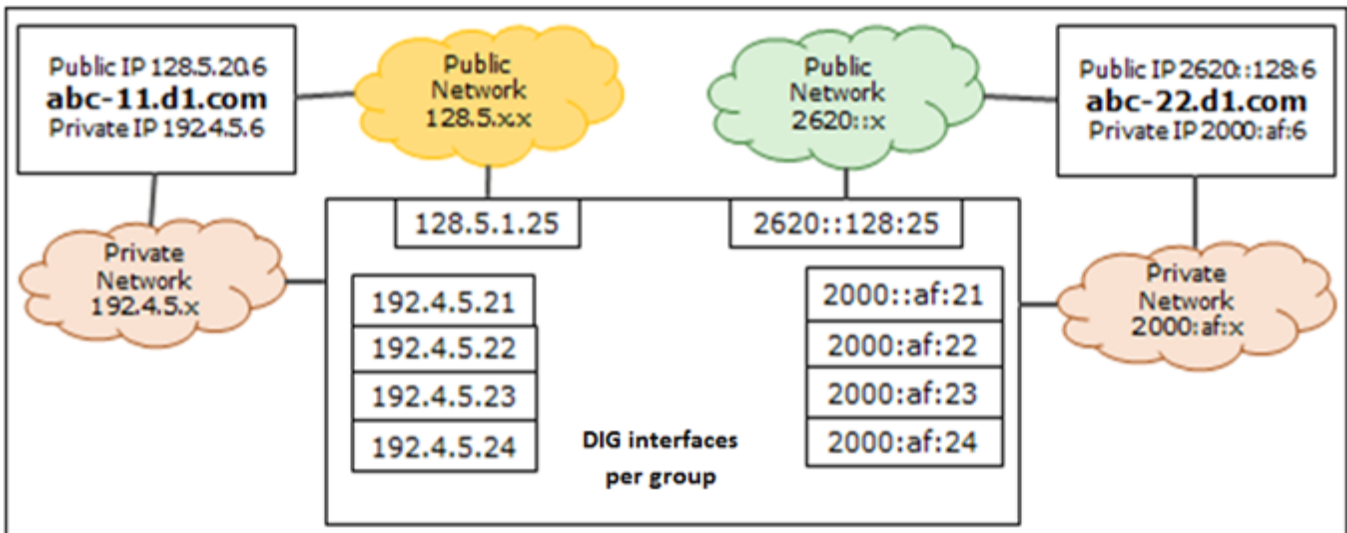 Public IP 128.5.20.6
abc-11.d1.com
Private IP 192.4.5.6
Public
Network
128.5.x.x
Public
Network
2620::x
Public IP 2620::128:6
abc-22.d1.com
Private IP 2000:af:6
128.5.1.25
2620::128:25
Private
Network
192.4.5.x
192.4.5.21
192.4.5.22
192.4.5.23
192.4.5.24
DIG interfaces
per group
2000::af:21
2000:af:22
2000:af:23
2000:af:24
Private
Network
2000:af:x